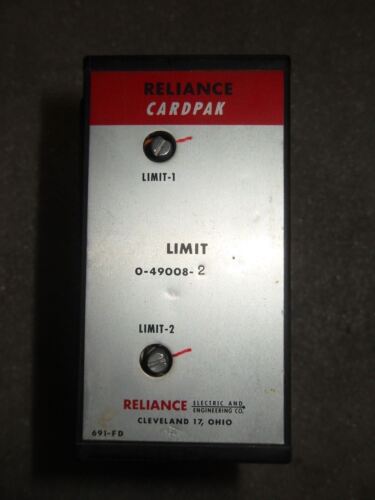 RELIANCE
CARDPAK
LIMIT-1
LIMIT
0-49008-2
LIMIT-2
RELIANCE ELECTRIC AND
ENGINEERING CO.
CLEVELAND 17, OHIO
691-FD